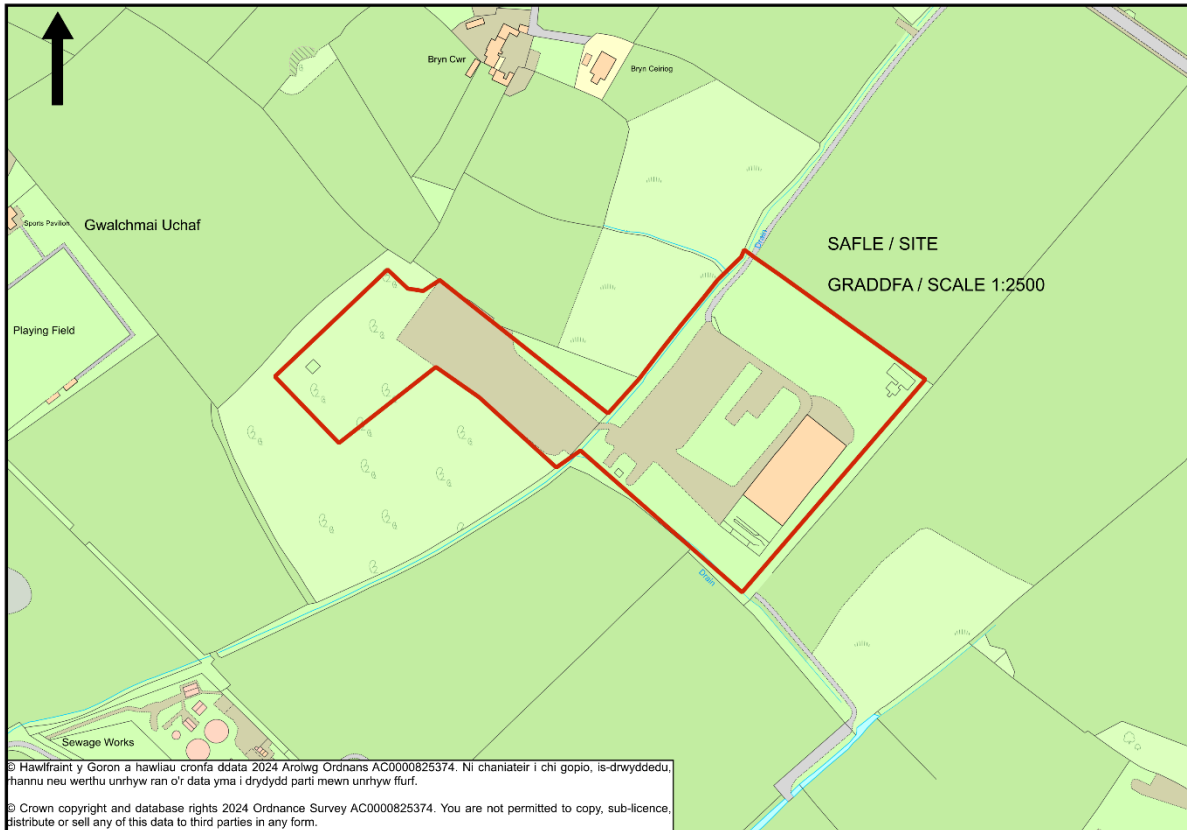 Bryn Cwr
Bryn Ceiriog
Sports Pavilion
Gwalchmai Uchaf
Drain
SAFLE / SITE
GRADDFA / SCALE 1:2500
Playing Field
Drain
Sewage Works
© Hawlfraint y Goron a hawliau cronfa ddata 2024 Arolwg Ordnans AC0000825374. Ni chaniateir i chi gopio, is-drwyddedu,
rhannu neu werthu unrhyw ran o'r data yma i drydydd parti mewn unrhyw ffurf.
© Crown copyright and database rights 2024 Ordnance Survey AC0000825374. You are not permitted to copy, sub-licence,
distribute or sell any of this data to third parties in any form.